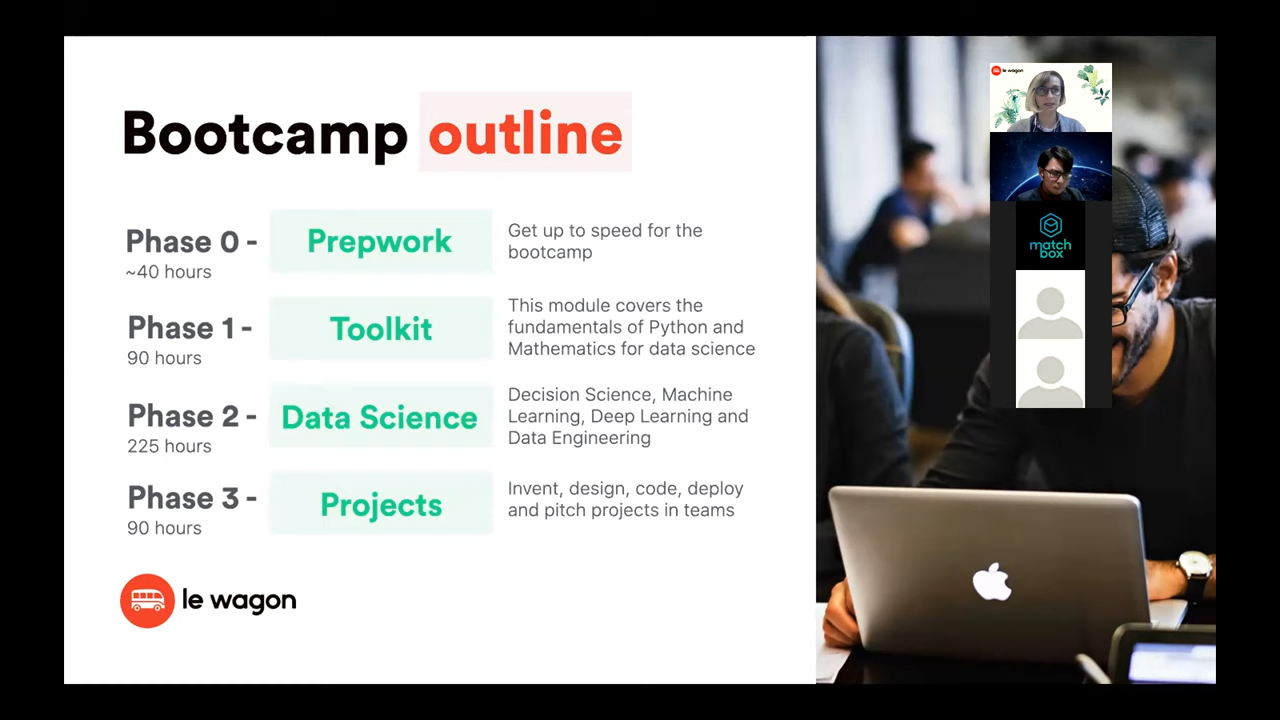 Bootcamp outline
Phase 0 -
~40 hours
Prepwork
Get up to speed for the
bootcamp
Phase 1 -
90 hours
Toolkit
This module covers the
fundamentals of Python and
Mathematics for data science
Phase 2 -
225 hours
Data Science
Decision Science, Machine
Learning, Deep Learning and
Data Engineering
Phase 3 -
90 hours
Projects
Invent, design, code, deploy
and pitch projects in teams
le wagon
le wagon
match
box